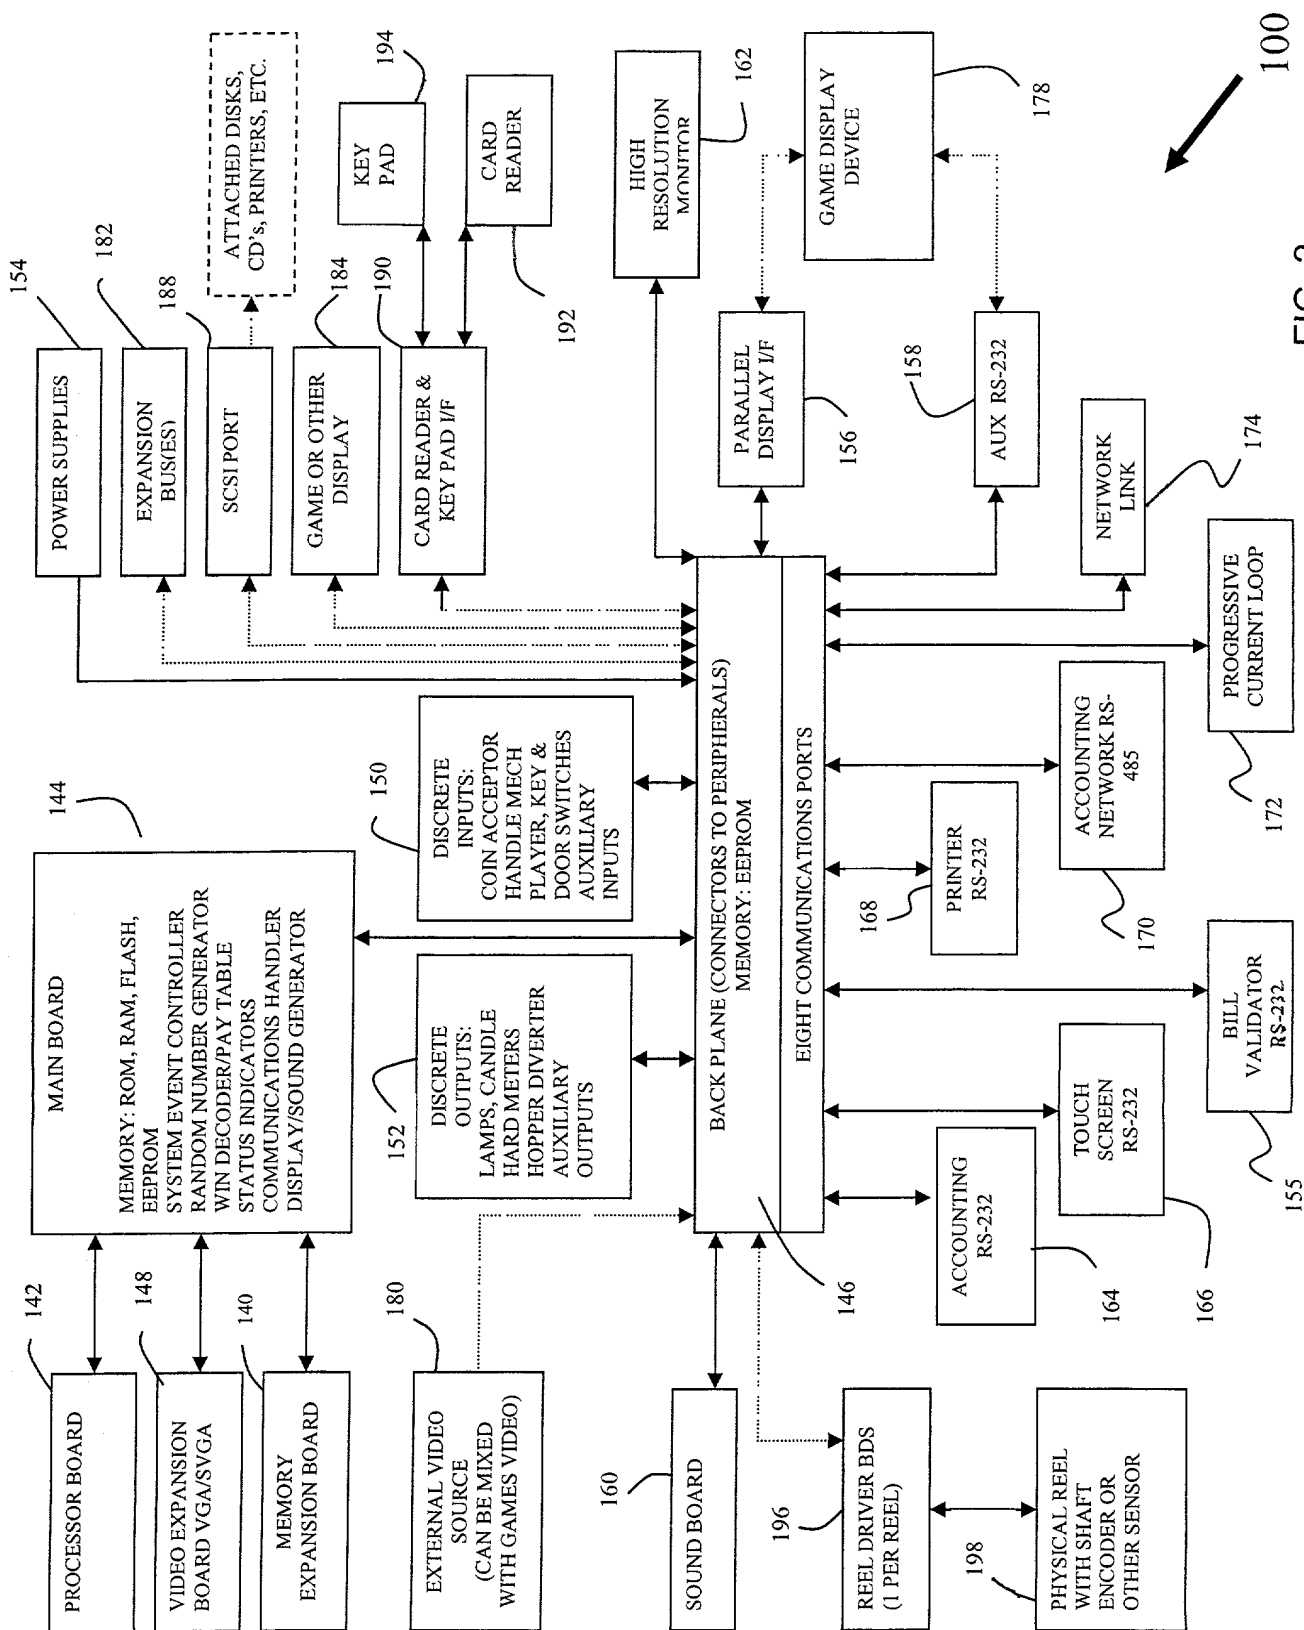 PROCESSOR BOARD
142
VIDEO EXPANSION
BOARD VGA/SVGA
148
MEMORY
EXPANSION BOARD
140
MAIN BOARD
MEMORY: ROM, RAM, FLASH,
EEPROM
SYSTEM EVENT CONTROLLER
RANDOM NUMBER GENERATOR
WIN DECODER/PAY TABLE
STATUS INDICATORS
COMMUNICATIONS HANDLER
DISPLAY/SOUND GENERATOR
144
POWER SUPPLIES
154
EXPANSION
BUS(ES)
182
SCSI PORT
188
ATTACHED DISKS,
CD's, PRINTERS, ETC.
GAME OR OTHER
DISPLAY
184
CARD READER &
KEY PAD I/F
190
KEY
PAD
194
CARD
READER
192
EXTERNAL VIDEO
SOURCE
(CAN BE MIXED
WITH GAMES VIDEO)
180
DISCRETE
OUTPUTS:
LAMPS, CANDLE
HARD METERS
HOPPER DIVERTER
AUXILIARY
OUTPUTS
152
DISCRETE
INPUTS:
COIN ACCEPTOR
HANDLE MECH
PLAYER, KEY &
DOOR SWITCHES
AUXILIARY
INPUTS
150
BACK PLANE (CONNECTORS TO PERIPHERALS)
MEMORY: EEPROM
EIGHT COMMUNICATIONS PORTS
146
HIGH
RESOLUTION
MONITOR
162
PARALLEL
DISPLAY I/F
156
GAME DISPLAY
DEVICE
178
AUX RS-232
158
SOUND BOARD
160
REEL DRIVER BDS
(1 PER REEL)
196
PHYSICAL REEL
WITH SHAFT
ENCODER OR
OTHER SENSOR
198
ACCOUNTING
RS-232
164
TOUCH
SCREEN
RS-232
166
BILL
VALIDATOR
RS-232
155
PRINTER
RS-232
168
ACCOUNTING
NETWORK RS-
485
170
PROGRESSIVE
CURRENT LOOP
172
NETWORK
LINK
174
100